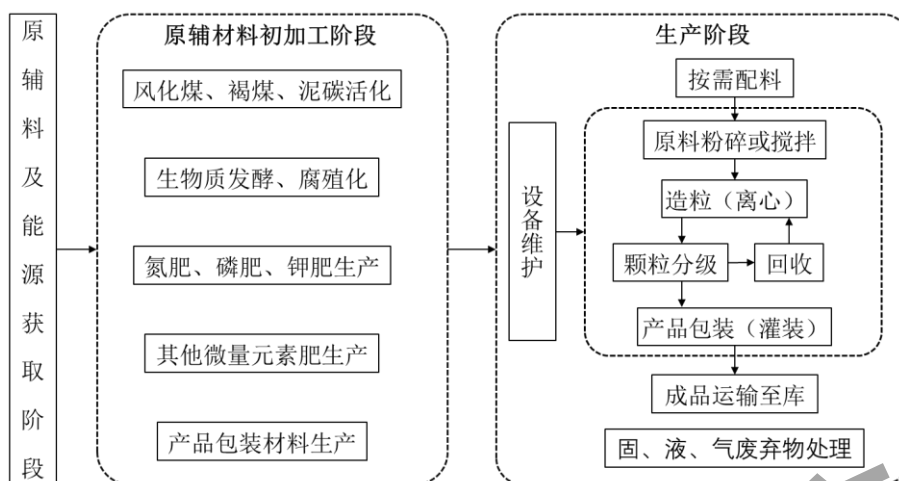 原辅料及能源获取阶段
原辅材料初加工阶段
风化煤、褐煤、泥碳活化
生物质发酵、腐殖化
氮肥、磷肥、钾肥生产
其他微量元素肥生产
产品包装材料生产
生产阶段
设备维护
按需配料
原料粉碎或搅拌
造粒（离心）
颗粒分级
回收
产品包装（灌装）
成品运输至库
固、液、气废弃物处理